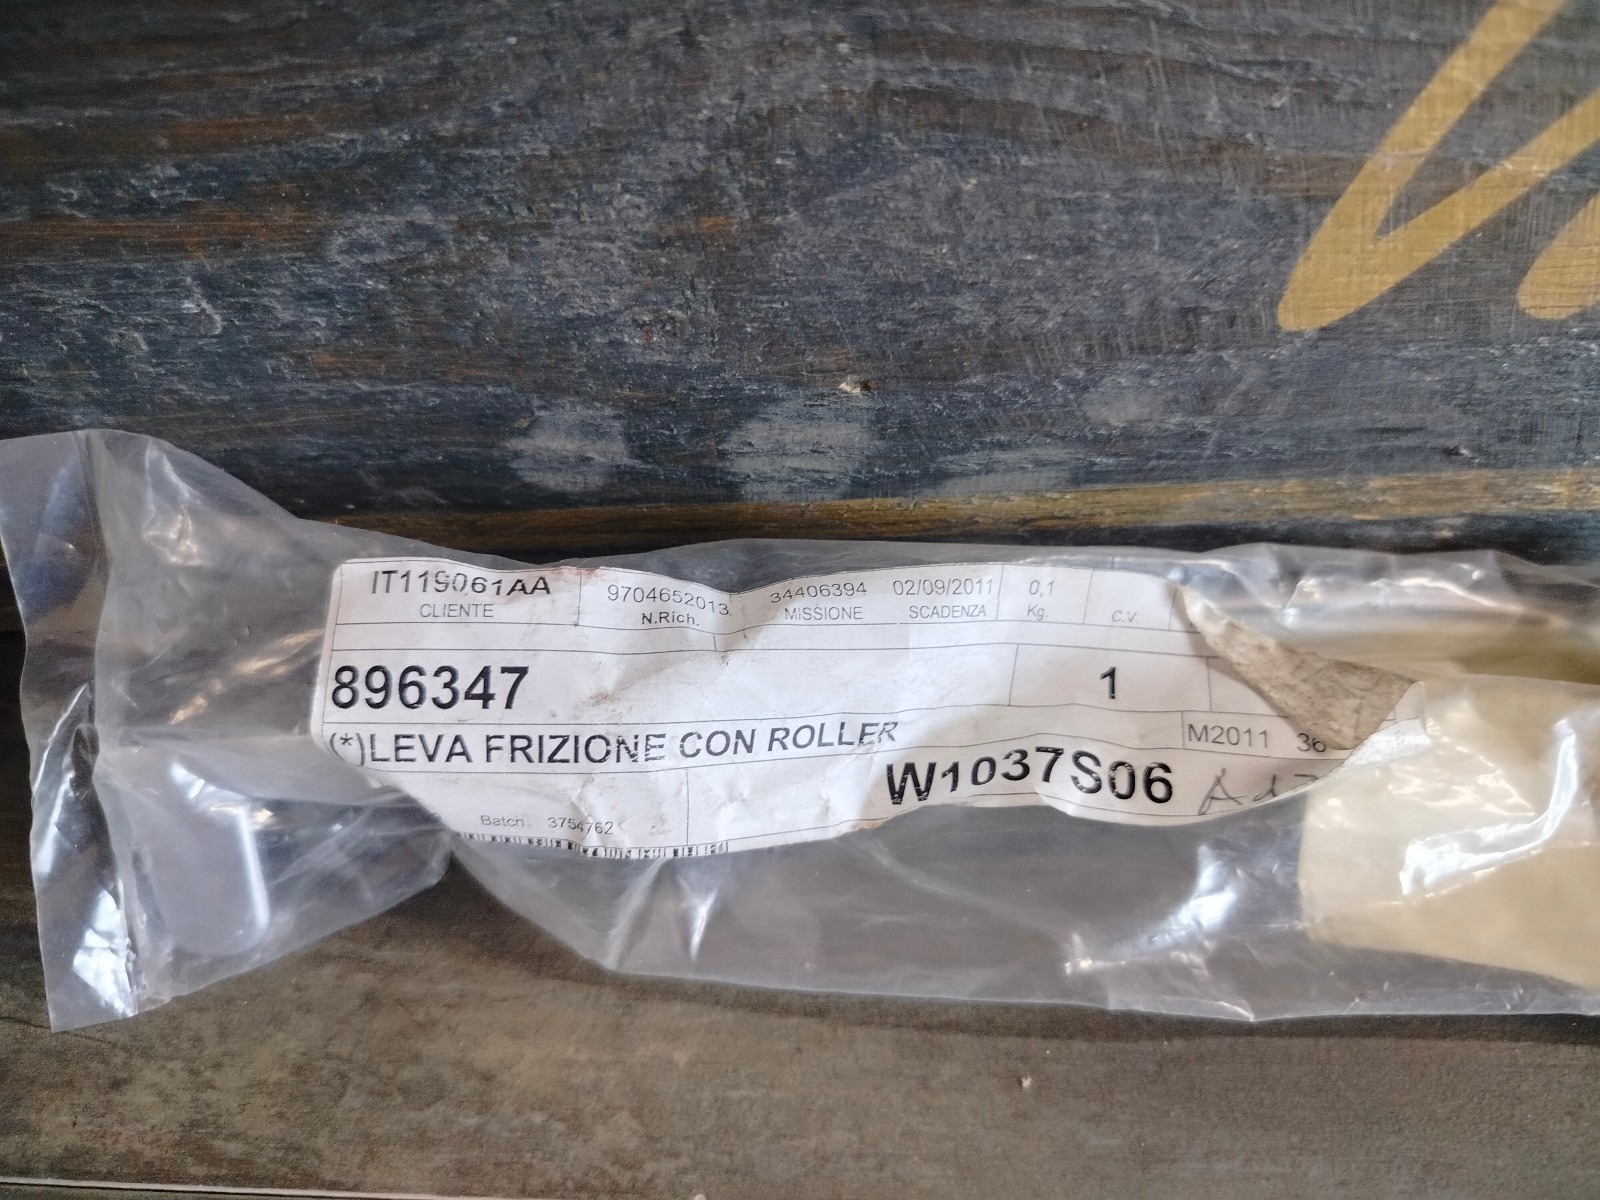 IT119061AA 9704652013 34406394 02/09/2011 0,1
CLIENTE N.Rich. MISSIONE SCADENZA Kg. C.V.
896347 1
(*)LEVA FRIZIONE CON ROLLER M2011 36
W1037S06
Batch 3754762